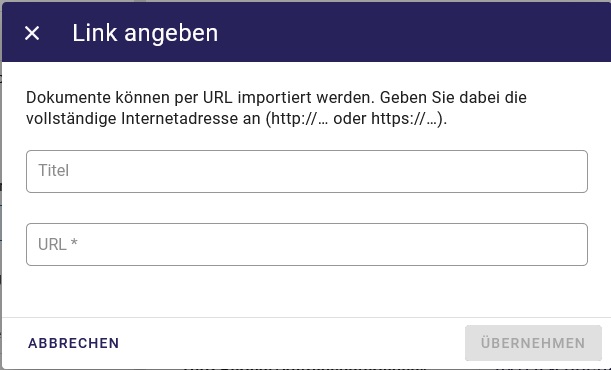 Link angeben
Dokumente können per URL importiert werden. Geben Sie dabei die
vollständige Internetadresse an (http://… oder https://…).
Titel
URL *
ABBRECHEN
ÜBERNEHMEN